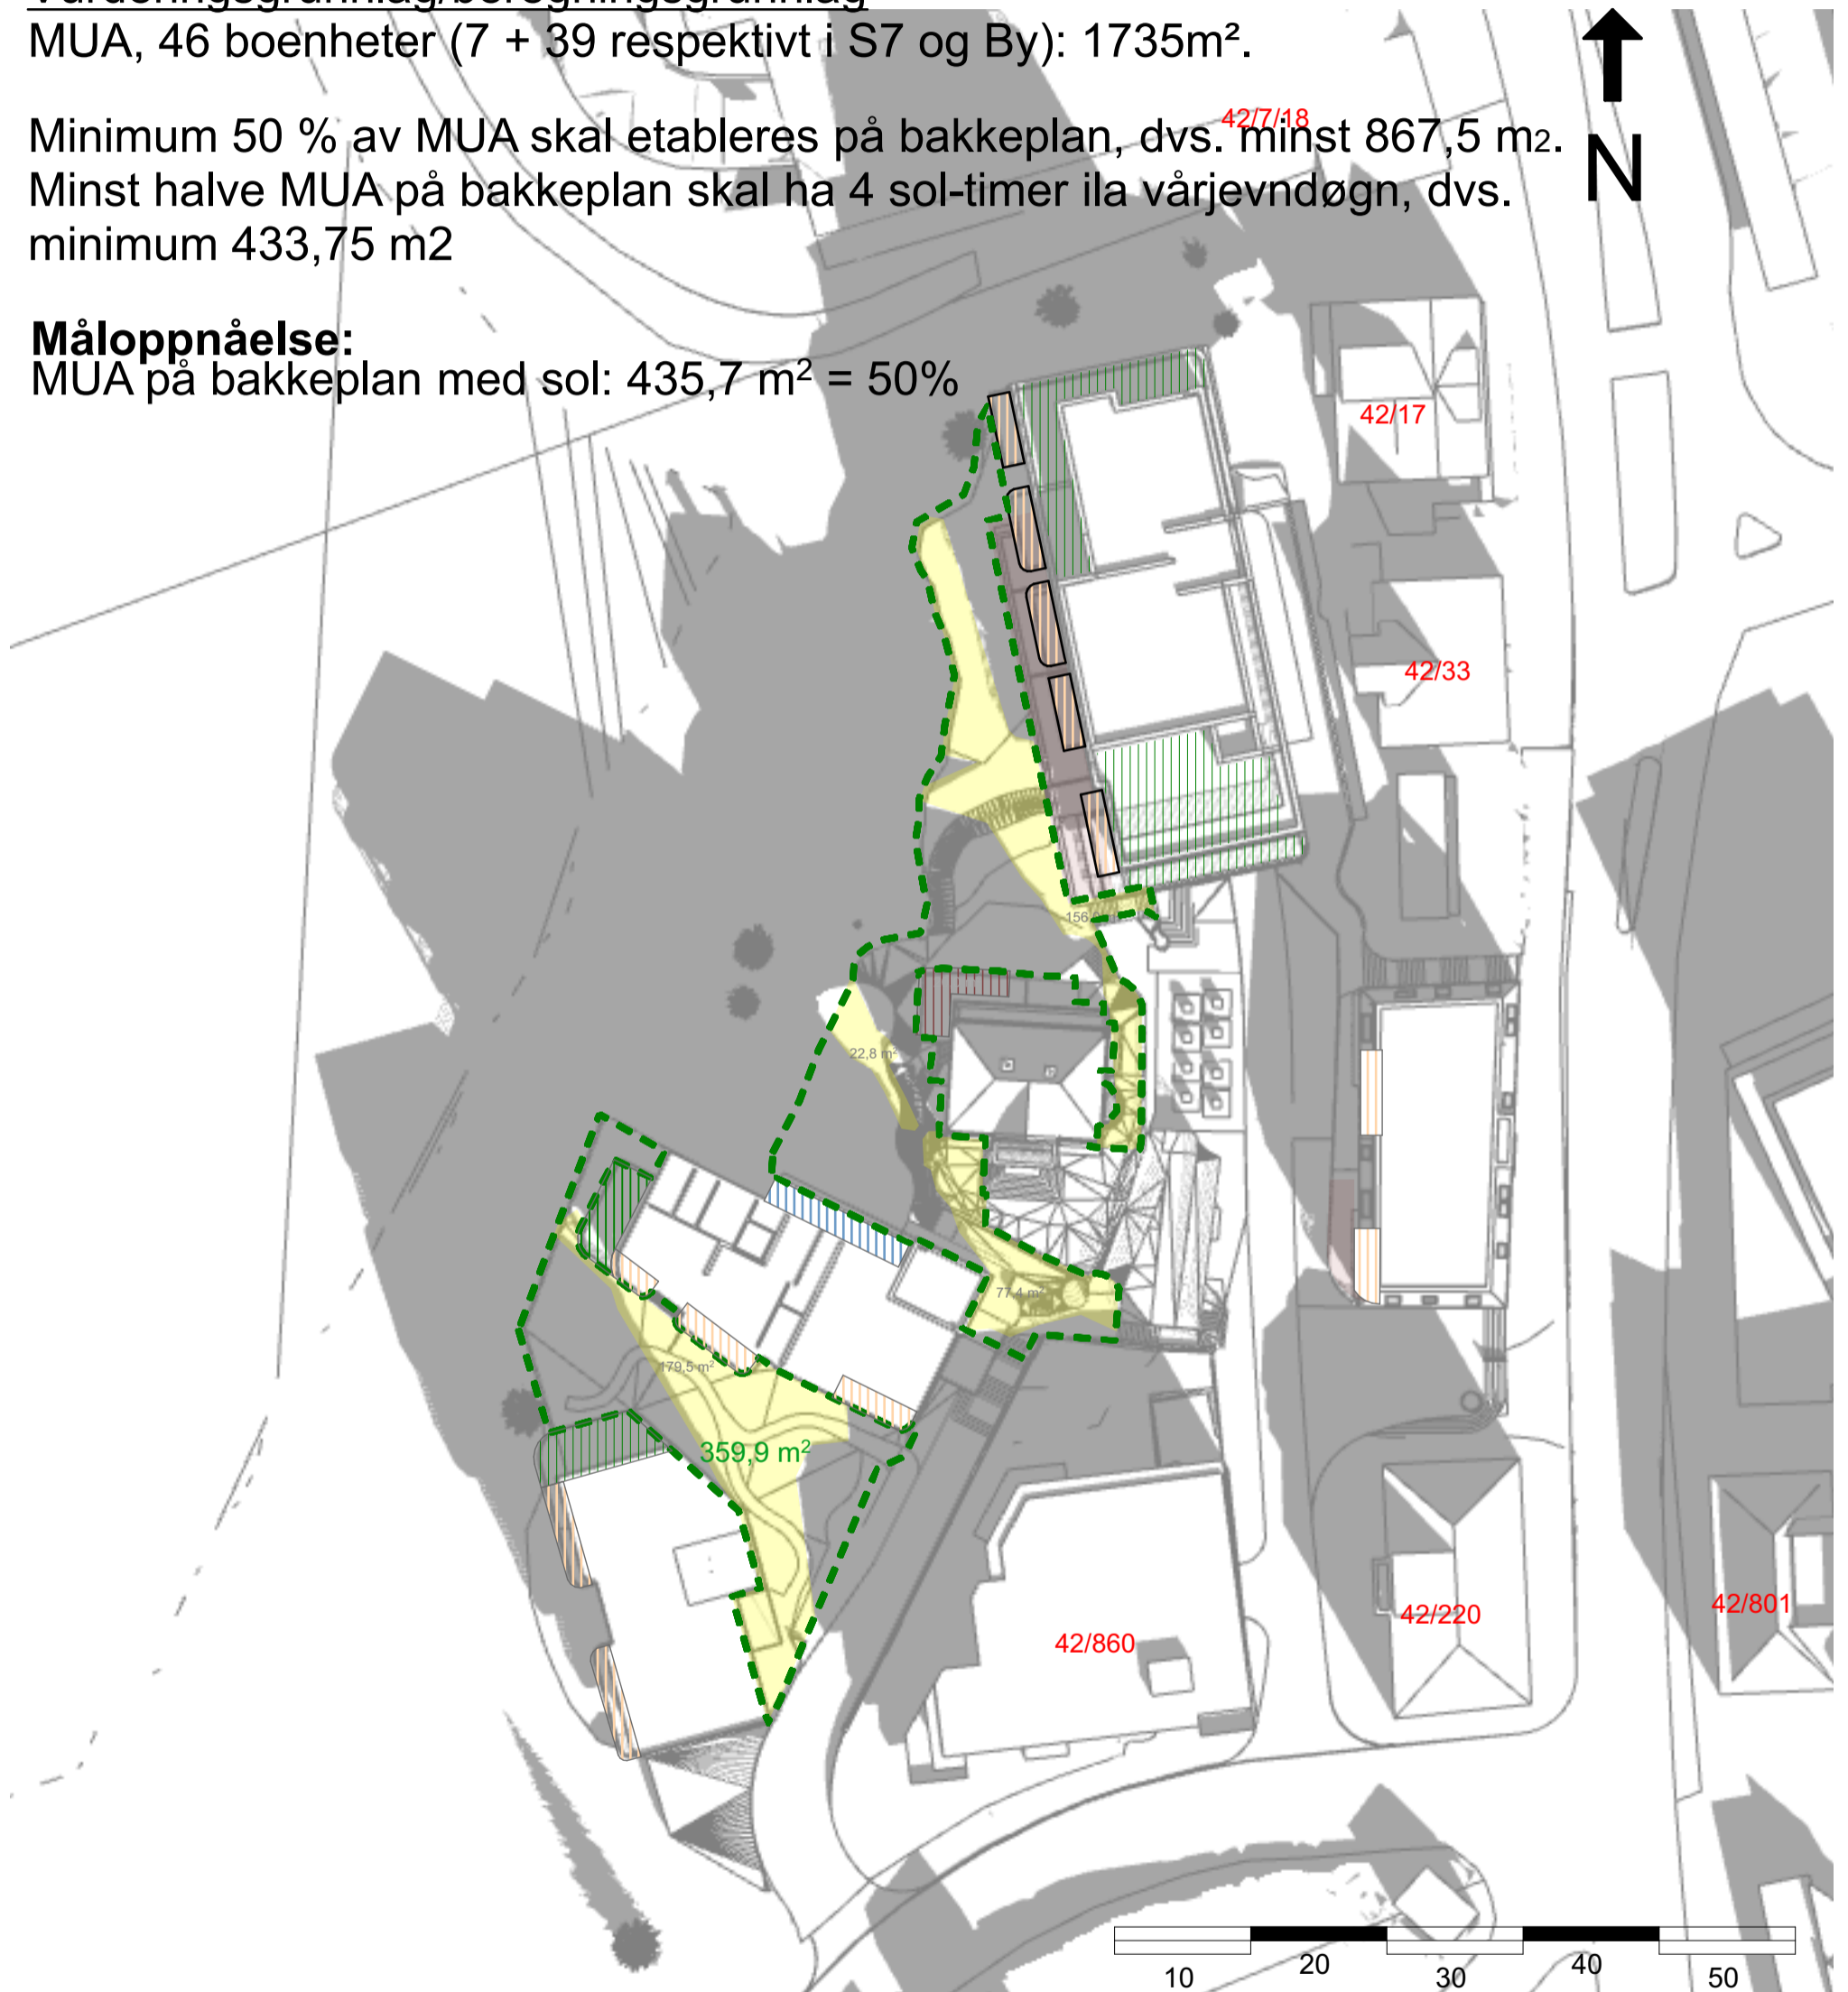 Vurderingsgrunnlag/beregningsgrunnlag
MUA, 46 boenheter (7 + 39 respektivt i S7 og By): 1735m².
Minimum 50 % av MUA skal etableres på bakkeplan, dvs. minst 867,5 m2.
Minst halve MUA på bakkeplan skal ha 4 sol-timer ila vårjevndøgn, dvs.
minimum 433,75 m2
Måloppnåelse:
MUA på bakkeplan med sol: 435,7 m² = 50%
N
42/7/18
42/17
42/33
22,8 m²
77,4 m²
179,5 m²
359,9 m²
42/860
42/220
42/801
10
20
30
40
50